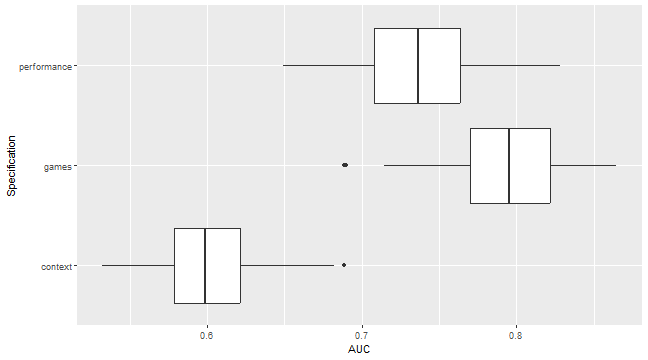 performance
games
context
Specification
0.6 0.7 0.8
AUC